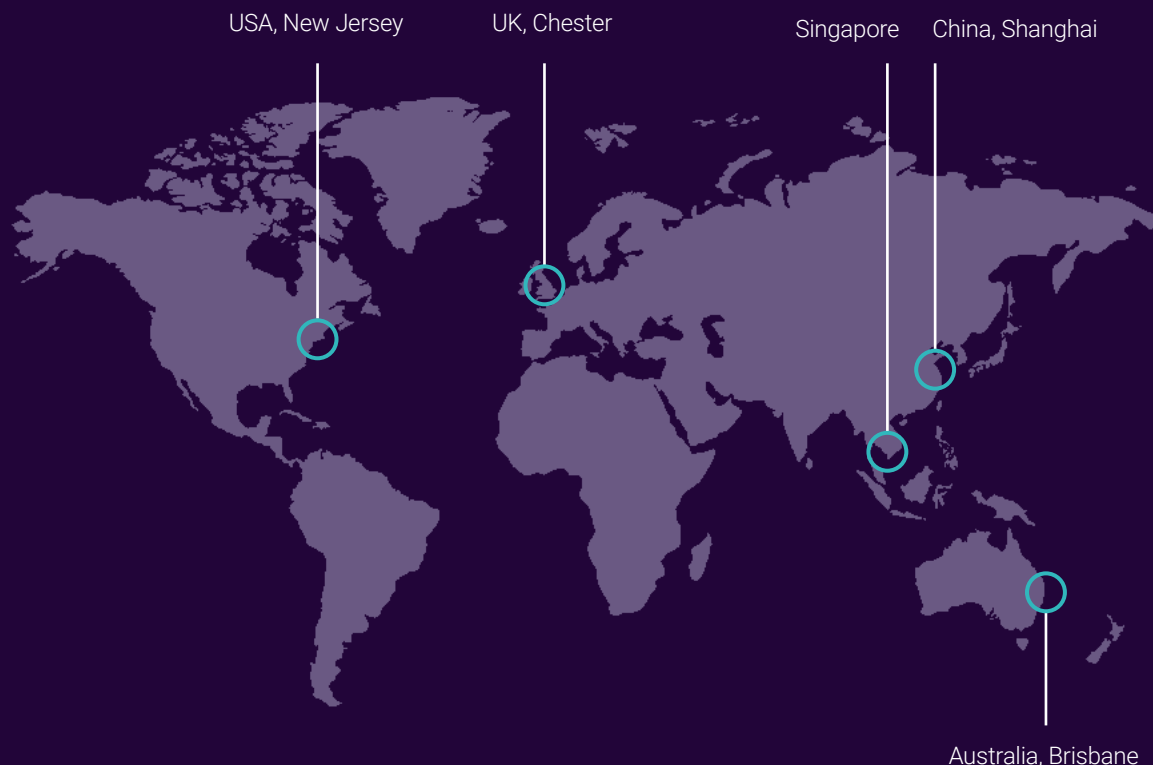 USA, New Jersey
UK, Chester
Singapore
China, Shanghai
Australia, Brisbane